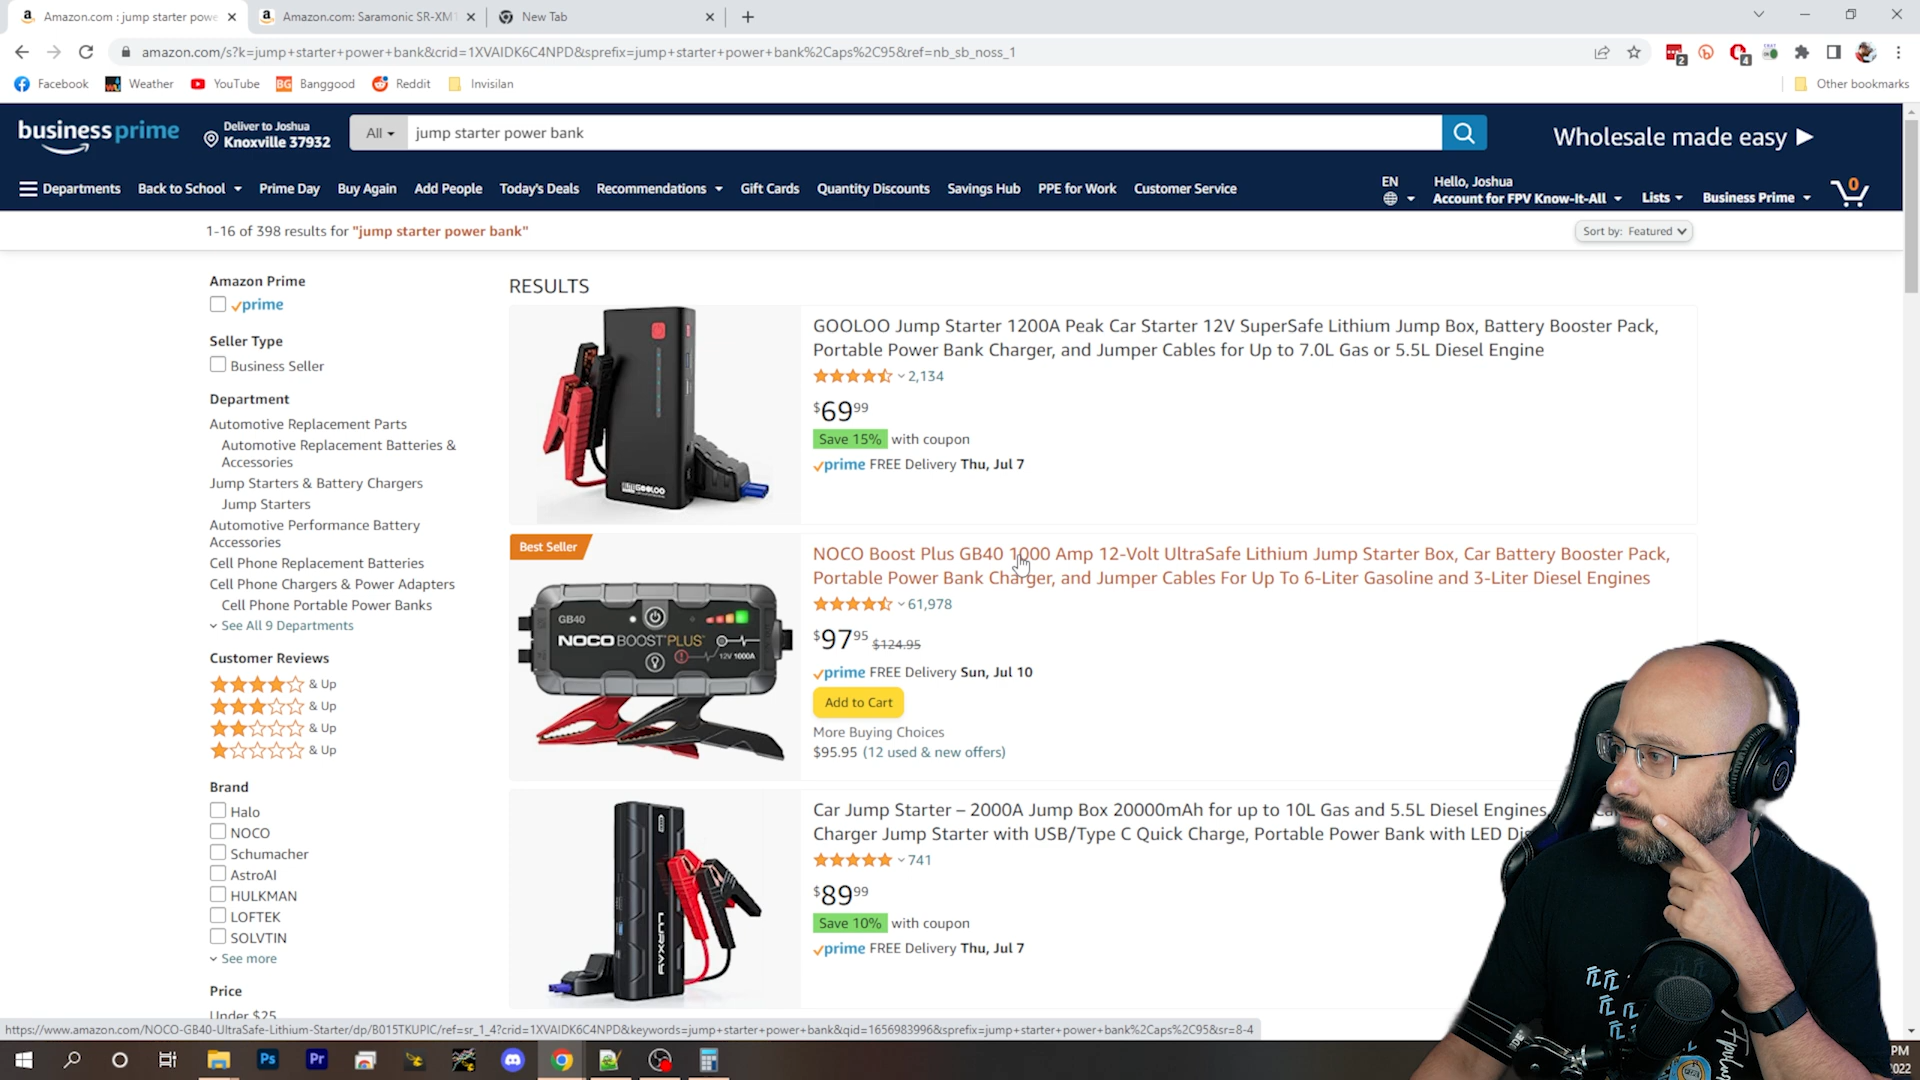 Amazon.com : jump starter powe
Amazon.com: Saramonic SR-XM1
New Tab
amazon.com/s?k=jump+starter+power+bank&crid=1XVAIDK6C4NPD&sprefix=jump+starter+power+bank%2Caps%2C95&ref=nb_sb_noss_1
2
4
Facebook
Weather
YouTube
BG
Banggood
Reddit
Invisilan
Other bookmarks
business prime
Deliver to Joshua
Knoxville 37932
All
jump starter power bank
Wholesale made easy
Departments
Back to School
Prime Day
Buy Again
Add People
Today's Deals
Recommendations
Gift Cards
Quantity Discounts
Savings Hub
PPE for Work
Customer Service
EN
Hello, Joshua
Account for FPV Know-It-All
Lists
Business Prime
0
1-16 of 398 results for "jump starter power bank"
Sort by: Featured
Amazon Prime
prime
Seller Type
Business Seller
Department
Automotive Replacement Parts
Automotive Replacement Batteries &
Accessories
Jump Starters & Battery Chargers
Jump Starters
Automotive Performance Battery
Accessories
Cell Phone Replacement Batteries
Cell Phone Chargers & Power Adapters
Cell Phone Portable Power Banks
See All 9 Departments
Customer Reviews
& Up
& Up
& Up
& Up
Brand
Halo
NOCO
Schumacher
AstroAI
HULKMAN
LOFTEK
SOLVTIN
See more
Price
Under $25
RESULTS
GOOLOO
GOOLOO Jump Starter 1200A Peak Car Starter 12V SuperSafe Lithium Jump Box, Battery Booster Pack,
Portable Power Bank Charger, and Jumper Cables for Up to 7.0L Gas or 5.5L Diesel Engine
2,134
$69 99
Save 15% with coupon
prime FREE Delivery Thu, Jul 7
Best Seller
GB40
NOCO BOOST PLUS
12V 1000A
NOCO Boost Plus GB40 1000 Amp 12-Volt UltraSafe Lithium Jump Starter Box, Car Battery Booster Pack,
Portable Power Bank Charger, and Jumper Cables For Up To 6-Liter Gasoline and 3-Liter Diesel Engines
61,978
$97 95 $124.95
prime FREE Delivery Sun, Jul 10
Add to Cart
More Buying Choices
$95.95 (12 used & new offers)
Car Jump Starter – 2000A Jump Box 20000mAh for up to 10L Gas and 5.5L Diesel Engines,
Charger Jump Starter with USB/Type C Quick Charge, Portable Power Bank with LED
741
$89 99
Save 10% with coupon
prime FREE Delivery Thu, Jul 7
https://www.amazon.com/NOCO-GB40-UltraSafe-Lithium-Starter/dp/B015TKUPIC/ref=sr_1_4?crid=1XVAIDK6C4NPD&keywords=jump+starter+power+bank&qid=1656983996&sprefix=jump+starter+power+bank%2Caps%2C95&sr=8-4
Ps
Pr
PM